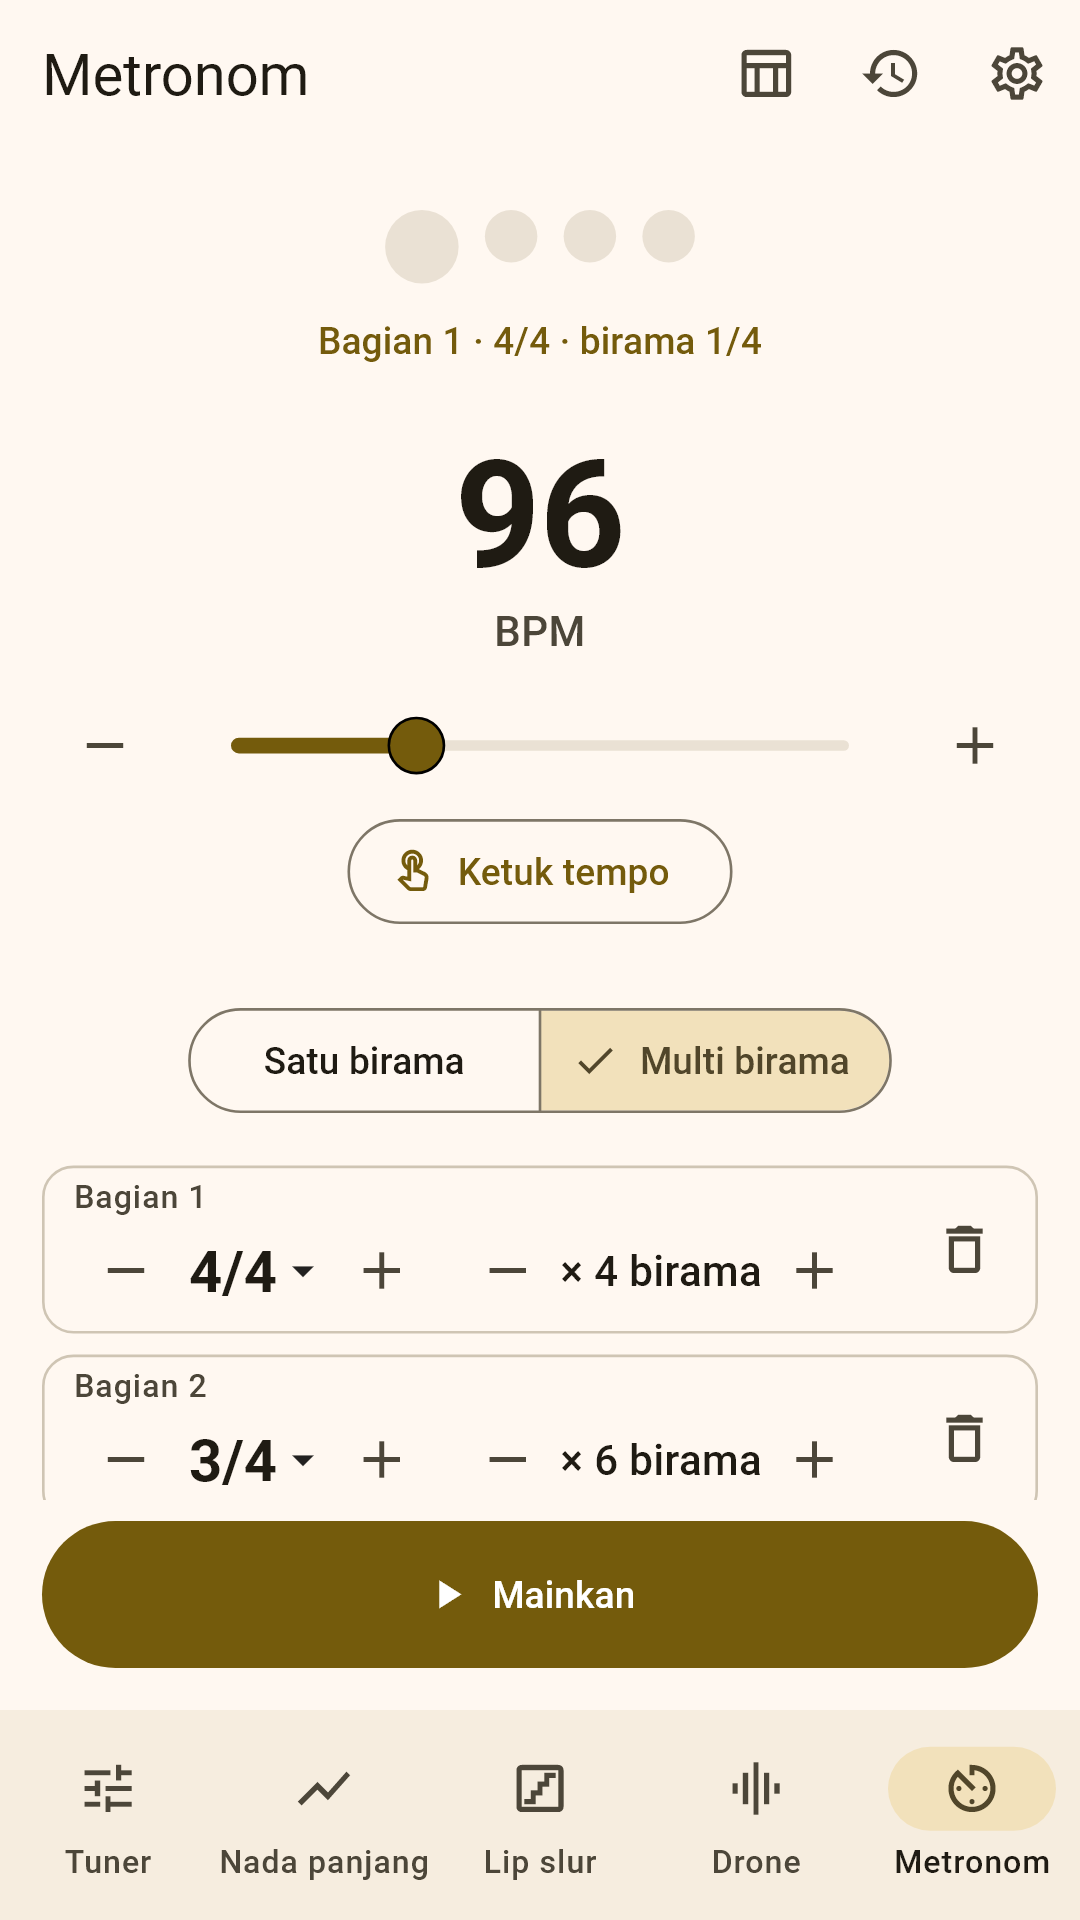 Metronom
Bagian 1 · 4/4 · birama 1/4
96
BPM
Ketuk tempo
Satu birama
Multi birama
Bagian 1
4/4
× 4 birama
Bagian 2
3/4
× 6 birama
Mainkan
Tuner
Nada panjang
Lip slur
Drone
Metronom